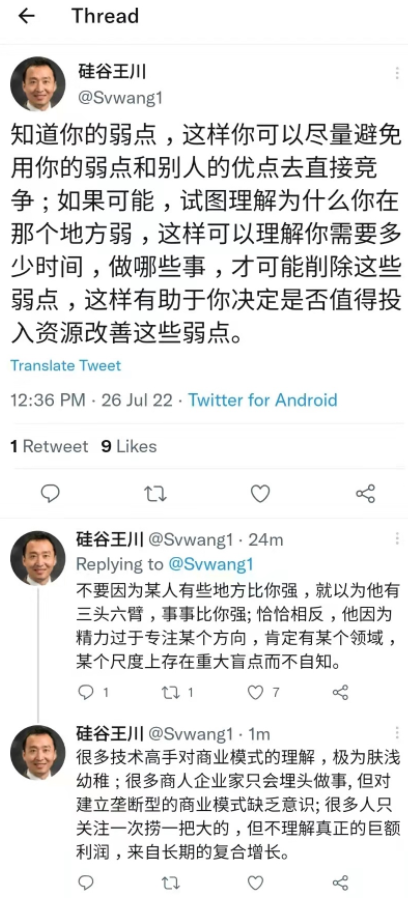 Thread
硅谷王川
@Svwang1
知道你的弱点，这样你可以尽量避免
用你的弱点和别人的优点去直接竞
争；如果可能，试图理解为什么你在
那个地方弱，这样可以理解你需要多
少时间，做哪些事，才可能削除这些
弱点，这样有助于你决定是否值得投
入资源改善这些弱点。
Translate Tweet
12:36 PM · 26 Jul 22 · Twitter for Android
1 Retweet 9 Likes
硅谷王川 @Svwang1 · 24m
Replying to @Svwang1
不要因为某人有些地方比你强，就以为他有
三头六臂，事事比你强; 恰恰相反，他因为
精力过于专注某个方向，肯定有某个领域，
某个尺度上存在重大盲点而不自知。
1 1 7
硅谷王川 @Svwang1 · 1m
很多技术高手对商业模式的理解，极为肤浅
幼稚；很多商人企业家只会埋头做事, 但对
建立垄断型的商业模式缺乏意识; 很多人只
关注一次捞一把大的，但不理解真正的巨额
利润，来自长期的复合增长。